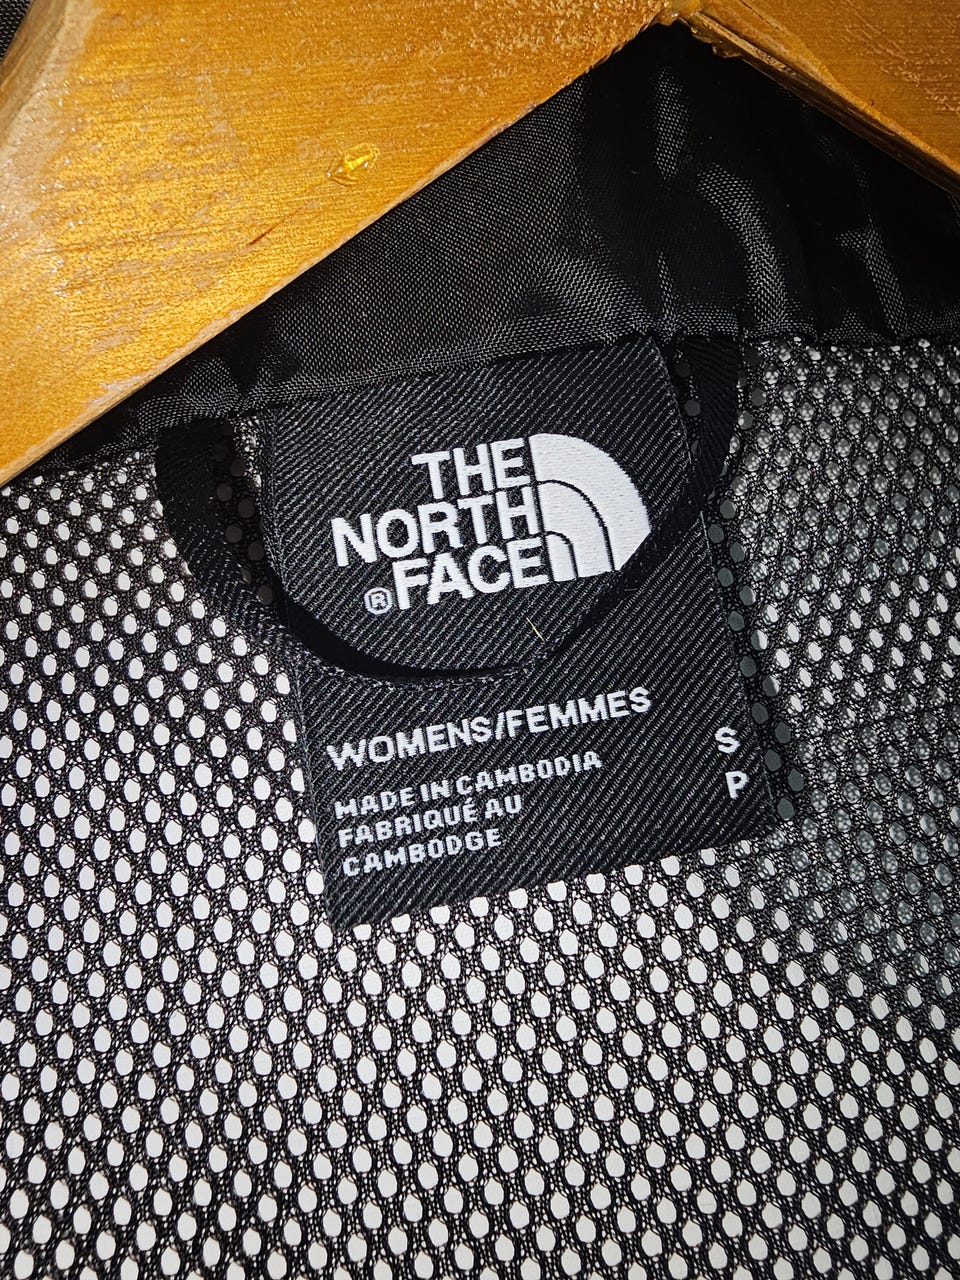 THE
NORTH
® FACE
WOMENS/FEMMES
S
MADE IN CAMBODIA
P
FABRIQUÉ AU
CAMBODGE